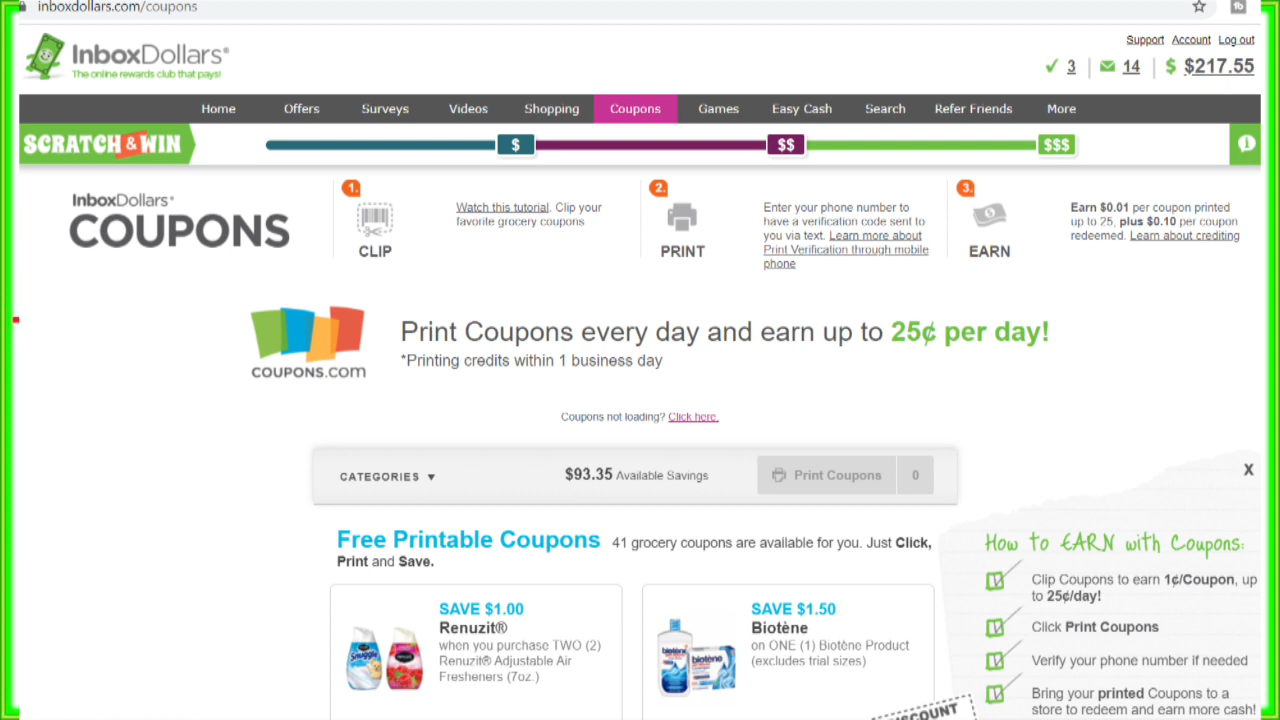 inboxdollars.com/coupons
Support Account Log out
InboxDollars®
The online rewards club that pays!
3 14 $ $217.55
Home Offers Surveys Videos Shopping Coupons Games Easy Cash Search Refer Friends More
SCRATCH & WIN $ $$ $$$
InboxDollars®
COUPONS
1.
CLIP
Watch this tutorial. Clip your
favorite grocery coupons
2.
PRINT
Enter your phone number to
have a verification code sent to
you via text. Learn more about
Print Verification through mobile
phone
3.
EARN
Earn $0.01 per coupon printed
up to 25, plus $0.10 per coupon
redeemed. Learn about crediting
COUPONS.com
Print Coupons every day and earn up to 25¢ per day!
*Printing credits within 1 business day
Coupons not loading? Click here.
CATEGORIES ▼ $93.35 Available Savings Print Coupons 0
X
Free Printable Coupons 41 grocery coupons are available for you. Just Click,
Print and Save.
SAVE $1.00
Renuzit®
when you purchase TWO (2)
Renuzit® Adjustable Air
Fresheners (7oz.)
Snuggle
SAVE $1.50
Biotène
on ONE (1) Biotène Product
(excludes trial sizes)
biotène
biotène
How to EARN with Coupons:
Clip Coupons to earn 1¢/Coupon, up
to 25¢/day!
Click Print Coupons
Verify your phone number if needed
Bring your printed Coupons to a
store to redeem and earn more cash!